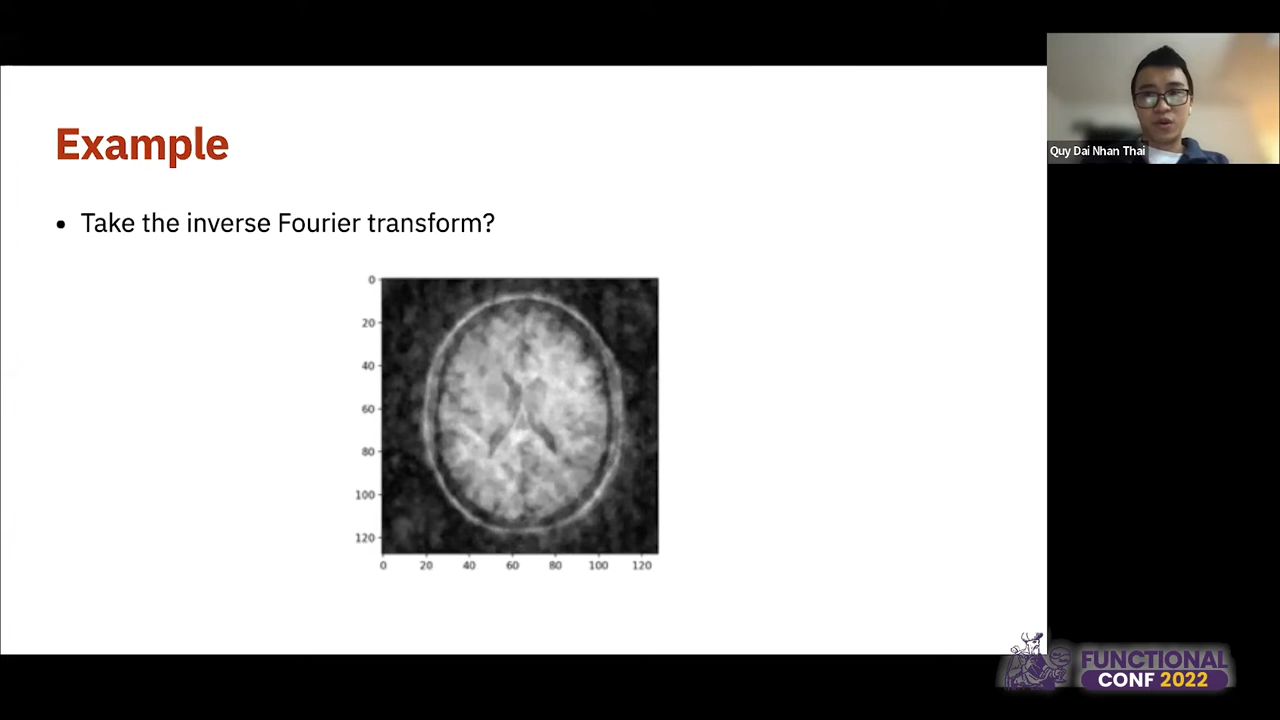 Example
• Take the inverse Fourier transform?
0
20
40
60
80
100
120
0 20 40 60 80 100 120
Quy Dai Nhan Thai
FUNCTIONAL
CONF 2022